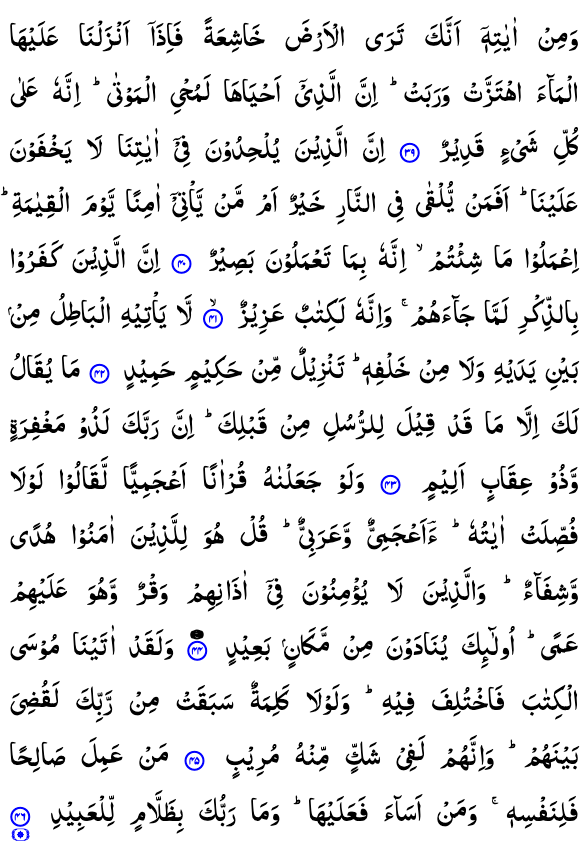 وَمِنْ اٰيٰتِهٖۤ اَنَّكَ تَرَى الْاَرْضَ خَاشِعَةً فَاِذَاۤ اَنْزَلْنَا عَلَيْهَا
الْمَآءَ اهْتَزَّتْ وَرَبَتْ ؕ اِنَّ الَّذِيْۤ اَحْيَاهَا لَمُحْيِ الْمَوْتٰى ؕ اِنَّهٗ عَلٰى
كُلِّ شَيْءٍ قَدِيْرٌ ۳۹ اِنَّ الَّذِيْنَ يُلْحِدُوْنَ فِيْۤ اٰيٰتِنَا لَا يَخْفَوْنَ
عَلَيْنَا ؕ اَفَمَنْ يُّلْقٰى فِى النَّارِ خَيْرٌ اَمْ مَّنْ يَّاْتِيْۤ اٰمِنًا يَّوْمَ الْقِيٰمَةِ ؕ
اِعْمَلُوْا مَا شِئْتُمْ ۙ اِنَّهٗ بِمَا تَعْمَلُوْنَ بَصِيْرٌ ۴۰ اِنَّ الَّذِيْنَ كَفَرُوْا
بِالذِّكْرِ لَمَّا جَآءَهُمْ ۚ وَاِنَّهٗ لَكِتٰبٌ عَزِيْزٌ ۙ ۴۱ لَّا يَاْتِيْهِ الْبَاطِلُ مِنْۢ
بَيْنِ يَدَيْهِ وَلَا مِنْ خَلْفِهٖ ؕ تَنْزِيْلٌ مِّنْ حَكِيْمٍ حَمِيْدٍ ۴۲ مَا يُقَالُ
لَكَ اِلَّا مَا قَدْ قِيْلَ لِلرُّسُلِ مِنْ قَبْلِكَ ؕ اِنَّ رَبَّكَ لَذُوْ مَغْفِرَةٍ
وَّذُوْ عِقَابٍ اَلِيْمٍ ۴۳ وَلَوْ جَعَلْنٰهُ قُرْاٰنًا اَعْجَمِيًّا لَّقَالُوْا لَوْلَا
فُصِّلَتْ اٰيٰتُهٗ ؕ ءَؔاَعْجَمِيٌّ وَّعَرَبِيٌّ ؕ قُلْ هُوَ لِلَّذِيْنَ اٰمَنُوْا هُدًى
وَّشِفَآءٌ ؕ وَالَّذِيْنَ لَا يُؤْمِنُوْنَ فِيْۤ اٰذَانِهِمْ وَقْرٌ وَّهُوَ عَلَيْهِمْ
عَمًى ؕ اُولٰٓئِكَ يُنَادَوْنَ مِنْ مَّكَانٍۢ بَعِيْدٍ ۴۴ وَلَقَدْ اٰتَيْنَا مُوْسَى
الْكِتٰبَ فَاخْتُلِفَ فِيْهِ ؕ وَلَوْلَا كَلِمَةٌ سَبَقَتْ مِنْ رَّبِّكَ لَقُضِيَ
بَيْنَهُمْ ؕ وَاِنَّهُمْ لَفِيْ شَكٍّ مِّنْهُ مُرِيْبٍ ۴۵ مَنْ عَمِلَ صَالِحًا
فَلِنَفْسِهٖ ۚ وَمَنْ اَسَآءَ فَعَلَيْهَا ؕ وَمَا رَبُّكَ بِظَلَّامٍ لِّلْعَبِيْدِ ۴۶